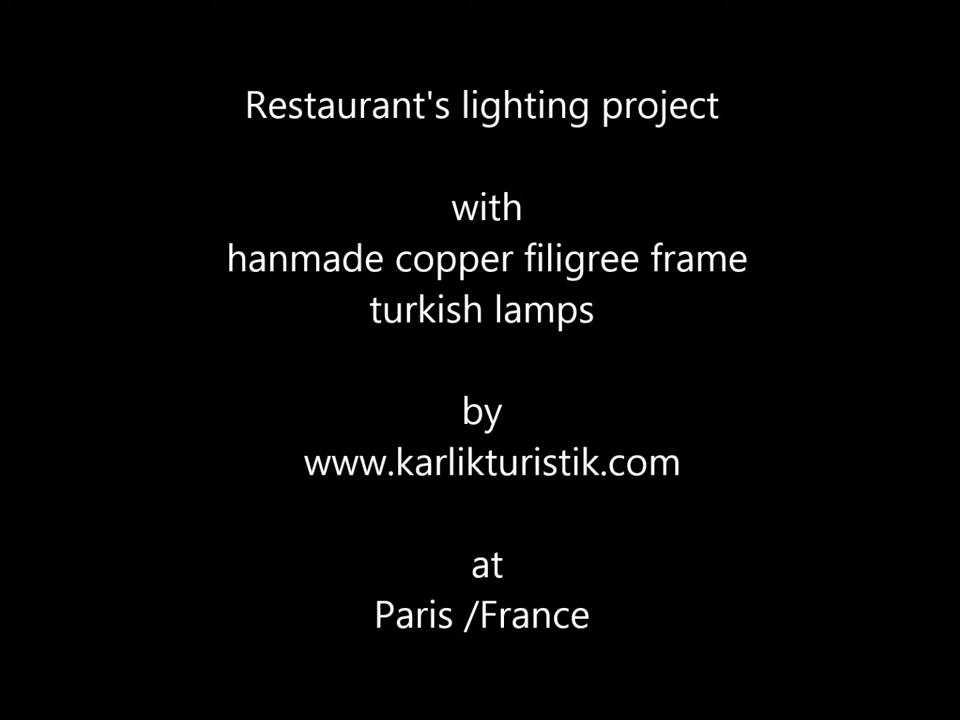 Restaurant's lighting project
with
hanmade copper filigree frame
turkish lamps
by
www.karlikturistik.com
at
Paris /France